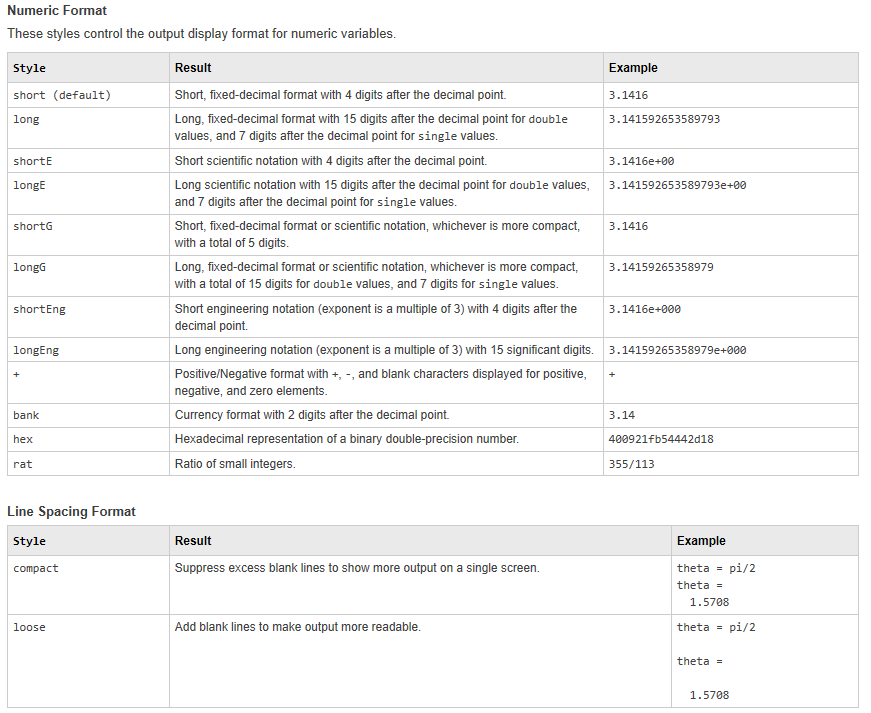 Numeric Format
These styles control the output display format for numeric variables.
Style Result Example
short (default) Short, fixed-decimal format with 4 digits after the decimal point. 3.1416
long Long, fixed-decimal format with 15 digits after the decimal point for double 3.141592653589793
values, and 7 digits after the decimal point for single values.
shortE Short scientific notation with 4 digits after the decimal point. 3.1416e+00
longE Long scientific notation with 15 digits after the decimal point for double values, 3.141592653589793e+00
and 7 digits after the decimal point for single values.
shortG Short, fixed-decimal format or scientific notation, whichever is more compact, 3.1416
with a total of 5 digits.
longG Long, fixed-decimal format or scientific notation, whichever is more compact, 3.14159265358979
with a total of 15 digits for double values, and 7 digits for single values.
shortEng Short engineering notation (exponent is a multiple of 3) with 4 digits after the 3.1416e+000
decimal point.
longEng Long engineering notation (exponent is a multiple of 3) with 15 significant digits. 3.14159265358979e+000
+ Positive/Negative format with +, -, and blank characters displayed for positive, +
negative, and zero elements.
bank Currency format with 2 digits after the decimal point. 3.14
hex Hexadecimal representation of a binary double-precision number. 400921fb54442d18
rat Ratio of small integers. 355/113
Line Spacing Format
Style Result Example
compact Suppress excess blank lines to show more output on a single screen. theta = pi/2
theta =
1.5708
loose Add blank lines to make output more readable. theta = pi/2
theta =
1.5708